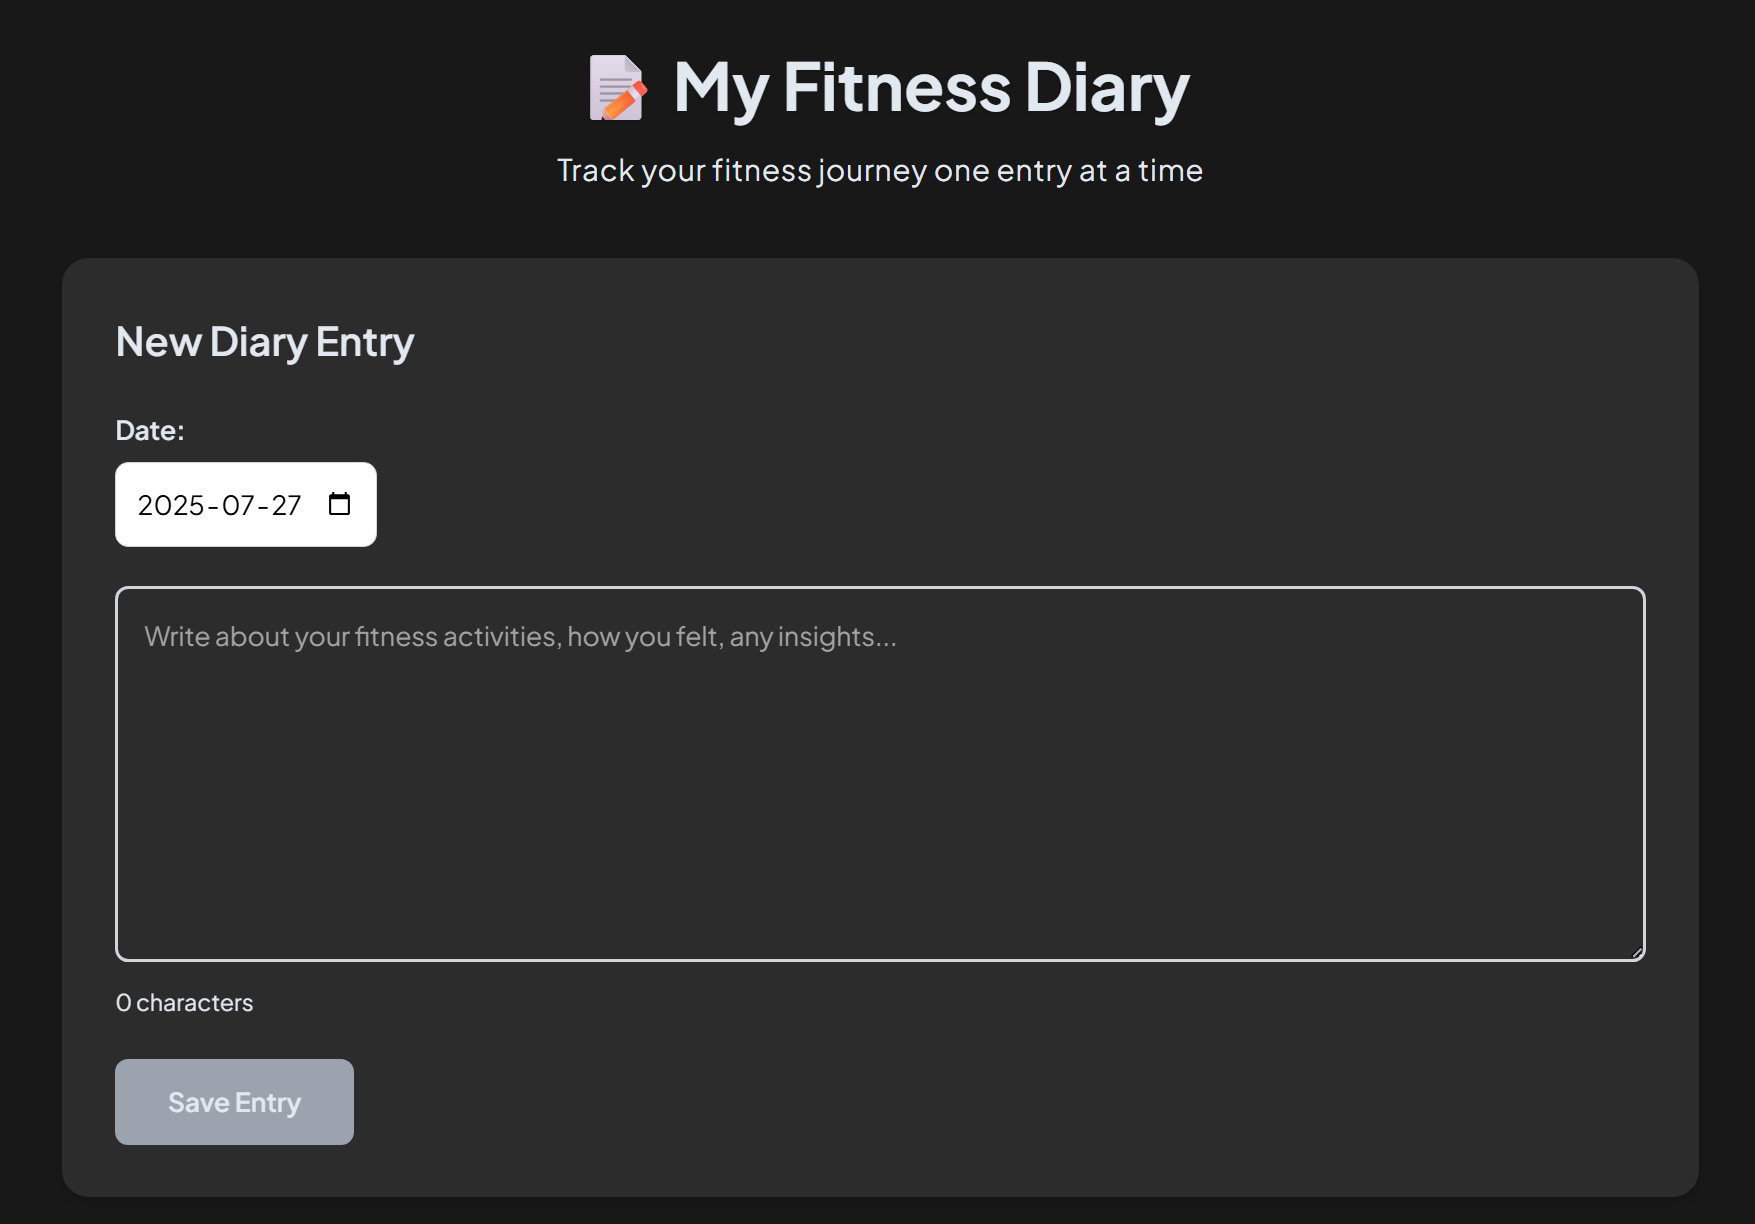 My Fitness Diary
Track your fitness journey one entry at a time
New Diary Entry
Date:
2025-07-27
Write about your fitness activities, how you felt, any insights...
0 characters
Save Entry